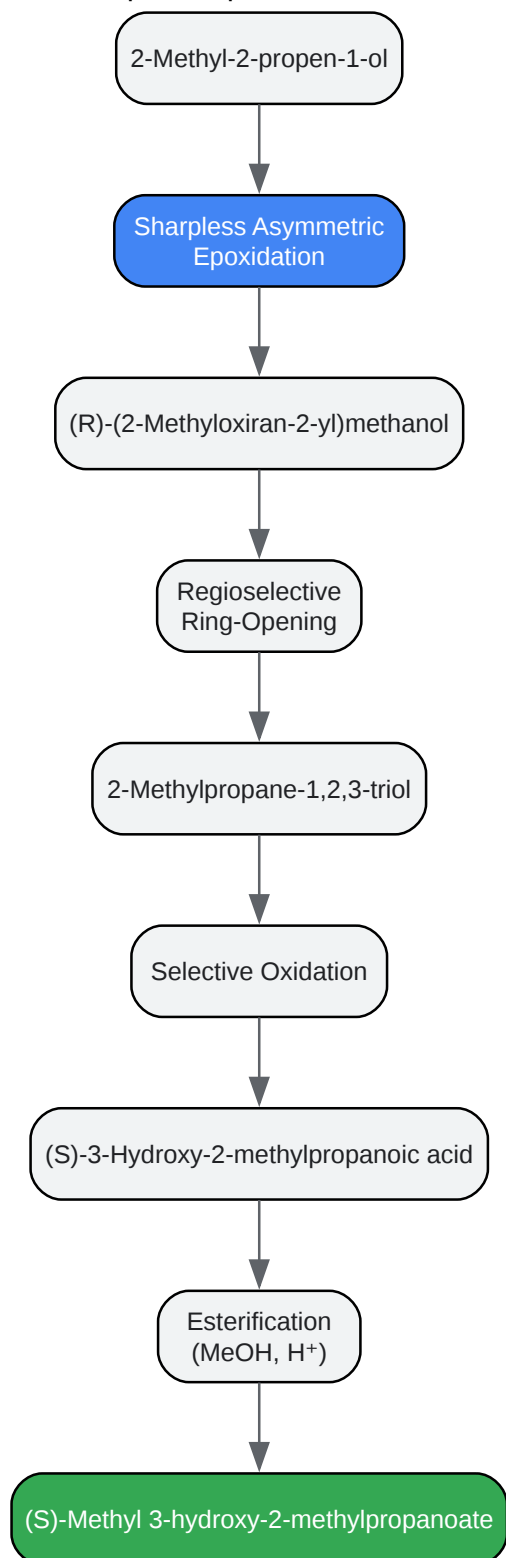 2-Methyl-2-propen-1-ol
Sharpless Asymmetric
Epoxidation
(R)-(2-Methyloxiran-2-yl)methanol
Regioselective
Ring-Opening
2-Methylpropane-1,2,3-triol
Selective Oxidation
(S)-3-Hydroxy-2-methylpropanoic acid
Esterification
(MeOH, H⁺)
(S)-Methyl 3-hydroxy-2-methylpropanoate